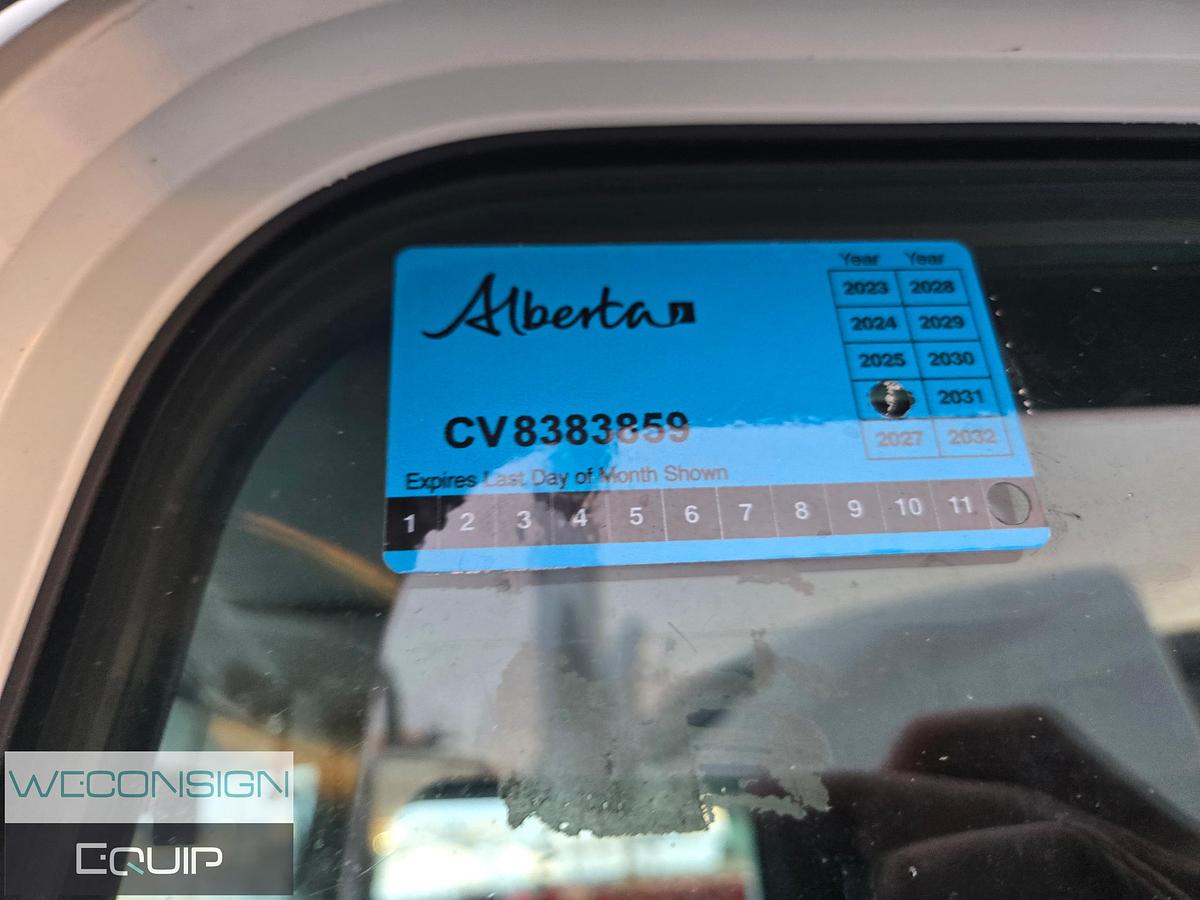 Alberta
Year Year
2023 2028
2024 2029
2025 2030
2031
2027 2032
CV8383859
Expires Last Day of Month Shown
1 2 3 4 5 6 7 8 9 10 11
WECONSIGN
EQUIP